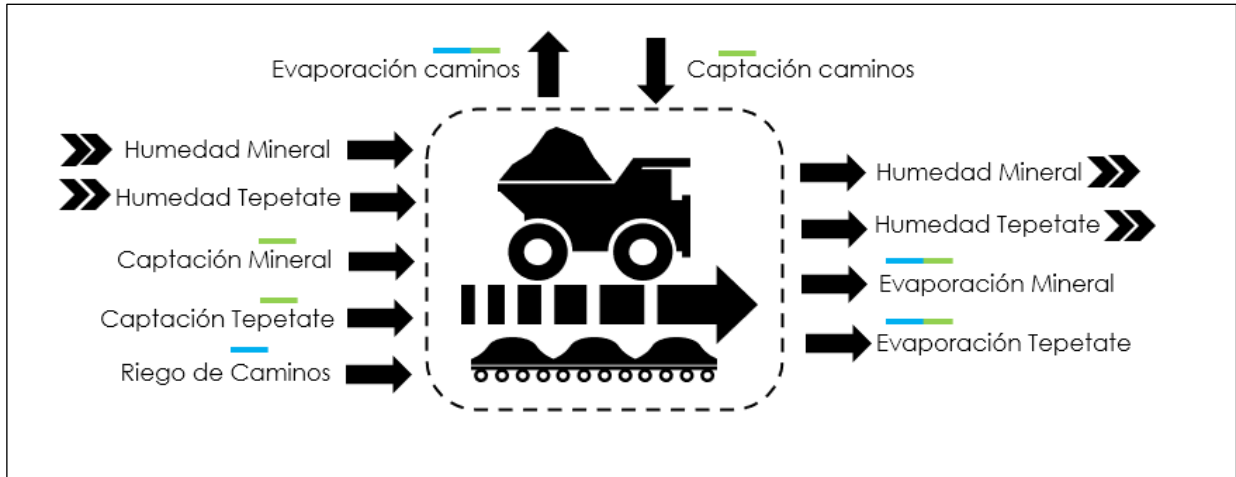 Evaporación caminos
Captación caminos
Humedad Mineral
Humedad Tepetate
Captación Mineral
Captación Tepetate
Riego de Caminos
Humedad Mineral
Humedad Tepetate
Evaporación Mineral
Evaporación Tepetate